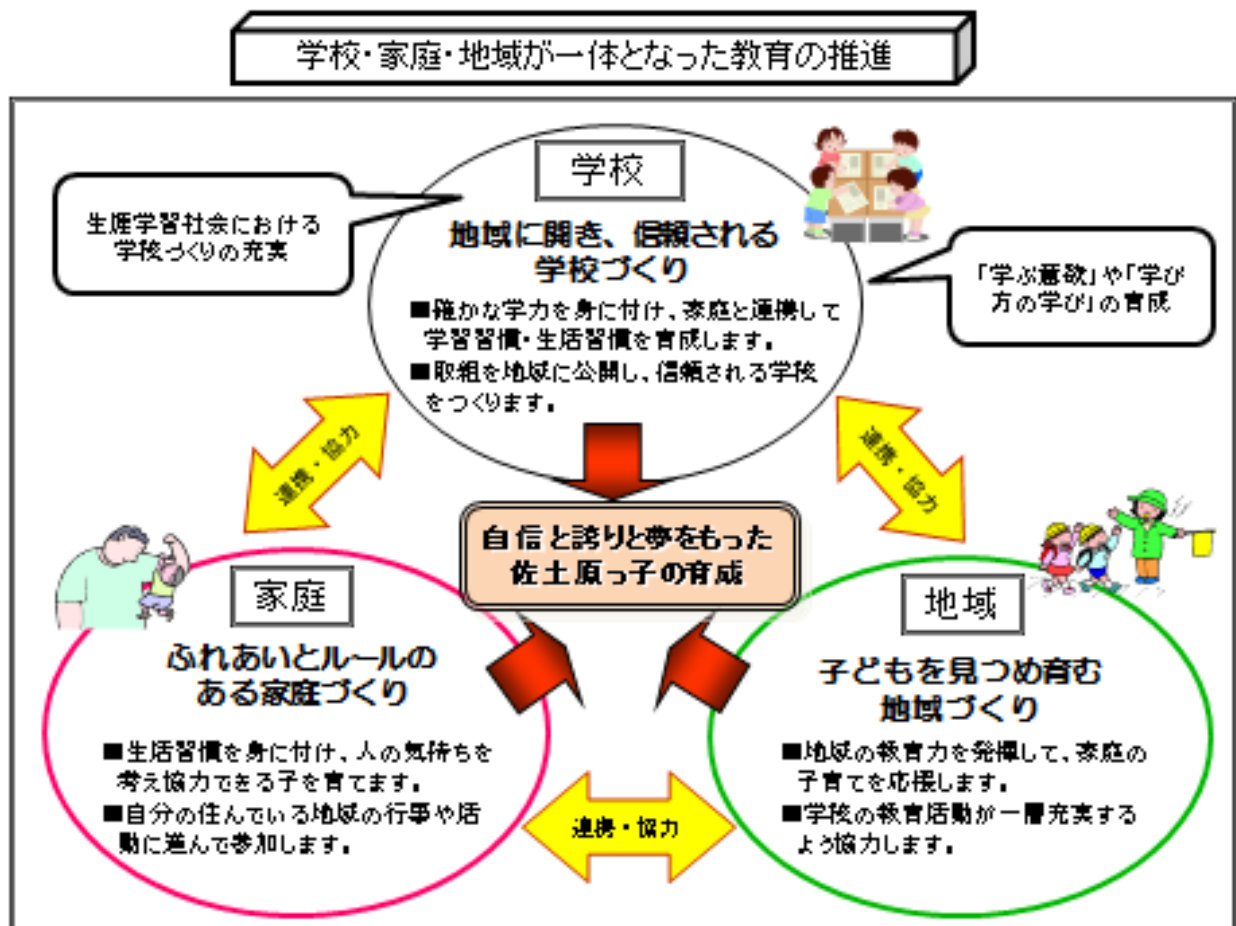 学校・家庭・地域が一体となった教育の推進
学校
生涯学習社会における
学校づくりの充実
地域に開き、信頼される
学校づくり
「学ぶ意欲」や「学び
方の学び」の育成
■確かな学力を身に付け、家庭と連携して
学習習慣・生活習慣を育成します。
■取組を地域に公開し、信頼される学校
をつくります。
連携・協力
連携・協力
自信と誇りと夢をもった
佐土原っ子の育成
家庭
ふれあいとルールの
ある家庭づくり
■生活習慣を身に付け、人の気持ちを
考え協力できる子を育てます。
■自分の住んでいる地域の行事や活
動に進んで参加します。
連携・協力
地域
子どもを見つめ育む
地域づくり
■地域の教育力を発揮して、家庭の
子育てを応援します。
■学校の教育活動が一層充実する
よう協力します。